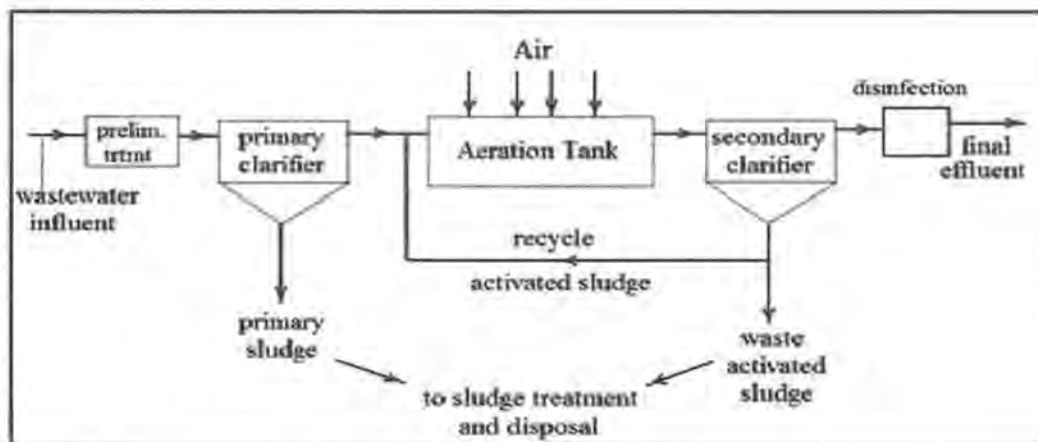 Air
disinfection
prelim.
trtmt
primary
clarifier
Aeration Tank
secondary
clarifier
final
effluent
wastewater
influent
recycle
activated sludge
primary
sludge
waste
activated
sludge
to sludge treatment
and disposal